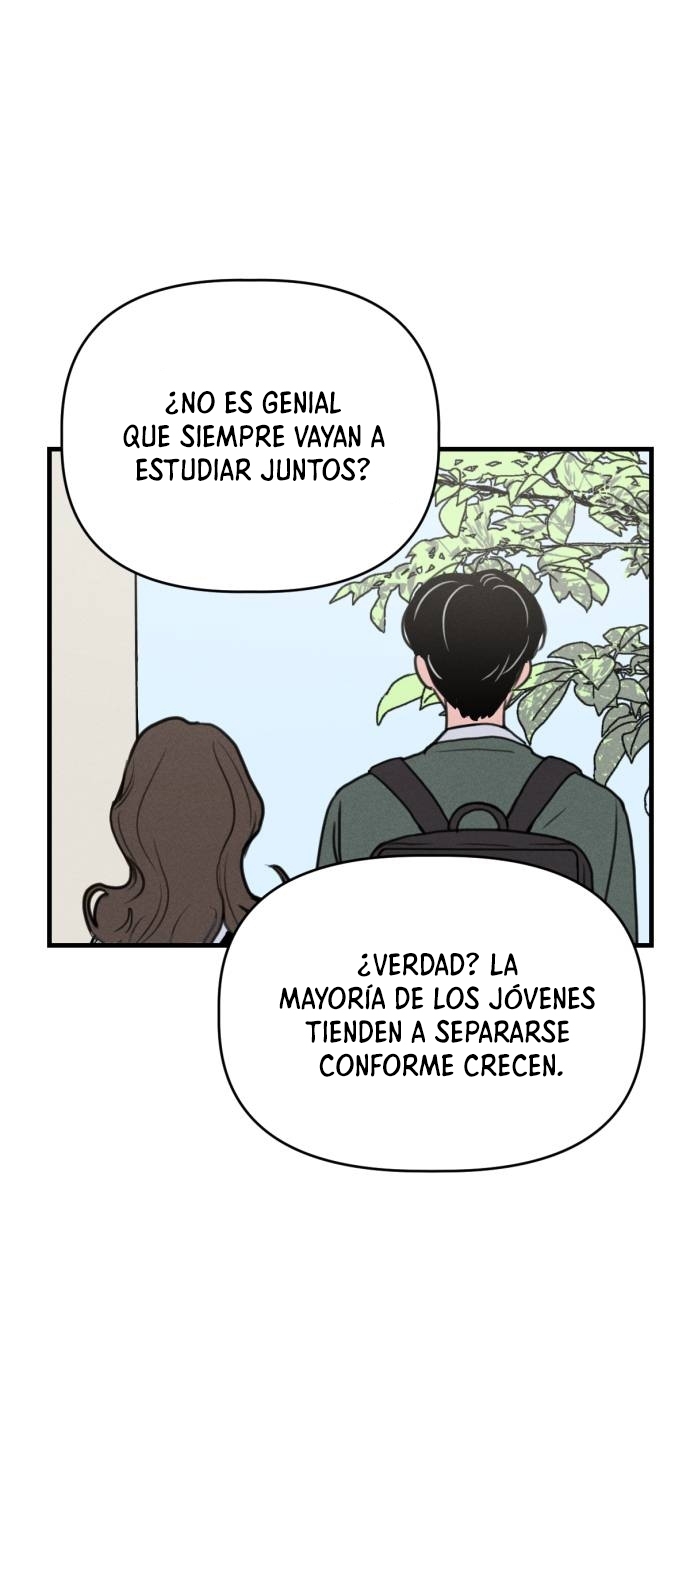 ¿NO ES GENIAL
QUE SIEMPRE VAYAN A
ESTUDIAR JUNTOS?
¿VERDAD? LA
MAYORÍA DE LOS JÓVENES
TIENDEN A SEPARARSE
CONFORME CRECEN.